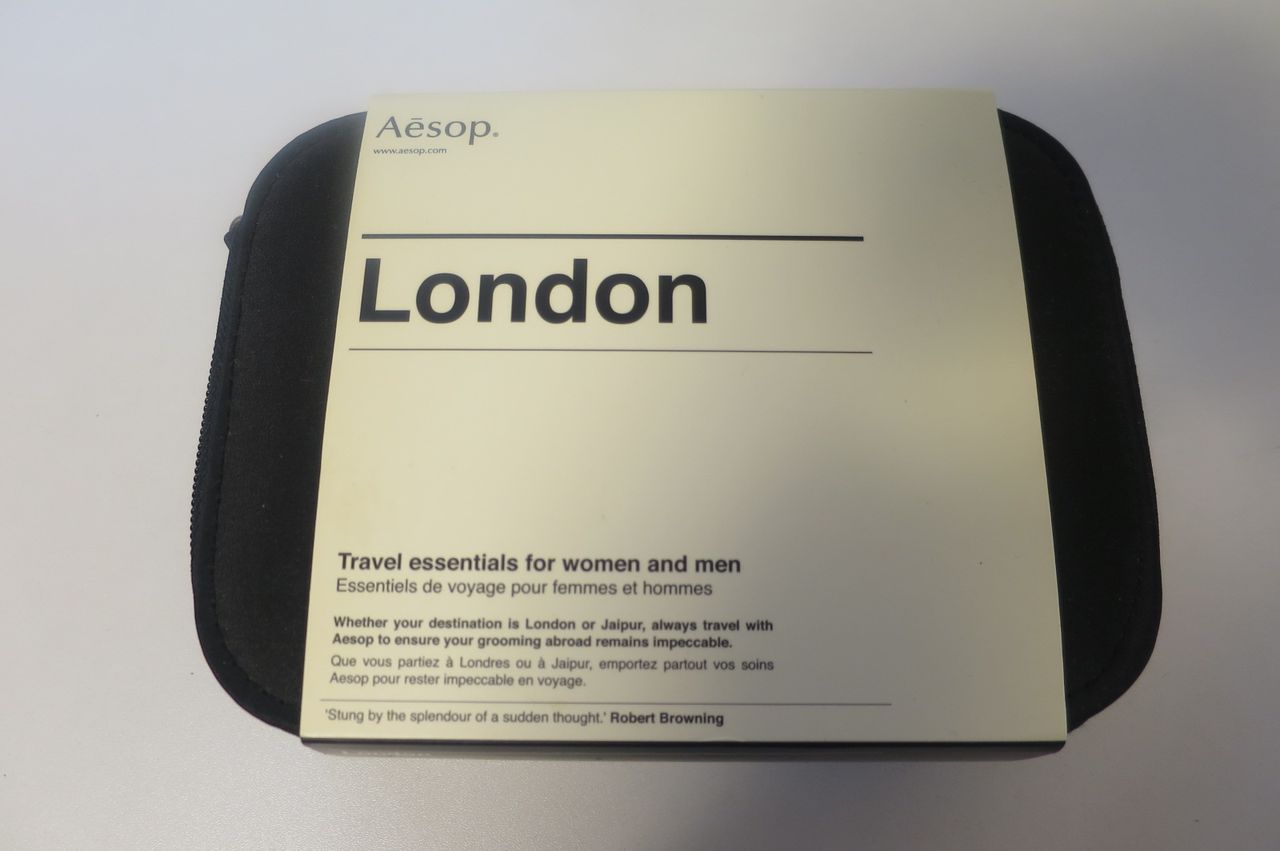 Aēsop®
www.aesop.com
London
Travel essentials for women and men
Essentiels de voyage pour femmes et hommes
Whether your destination is London or Jaipur, always travel with
Aesop to ensure your grooming abroad remains impeccable.
Que vous partiez à Londres ou à Jaipur, emportez partout vos soins
Aesop pour rester impeccable en voyage.
'Stung by the splendour of a sudden thought.' Robert Browning
London